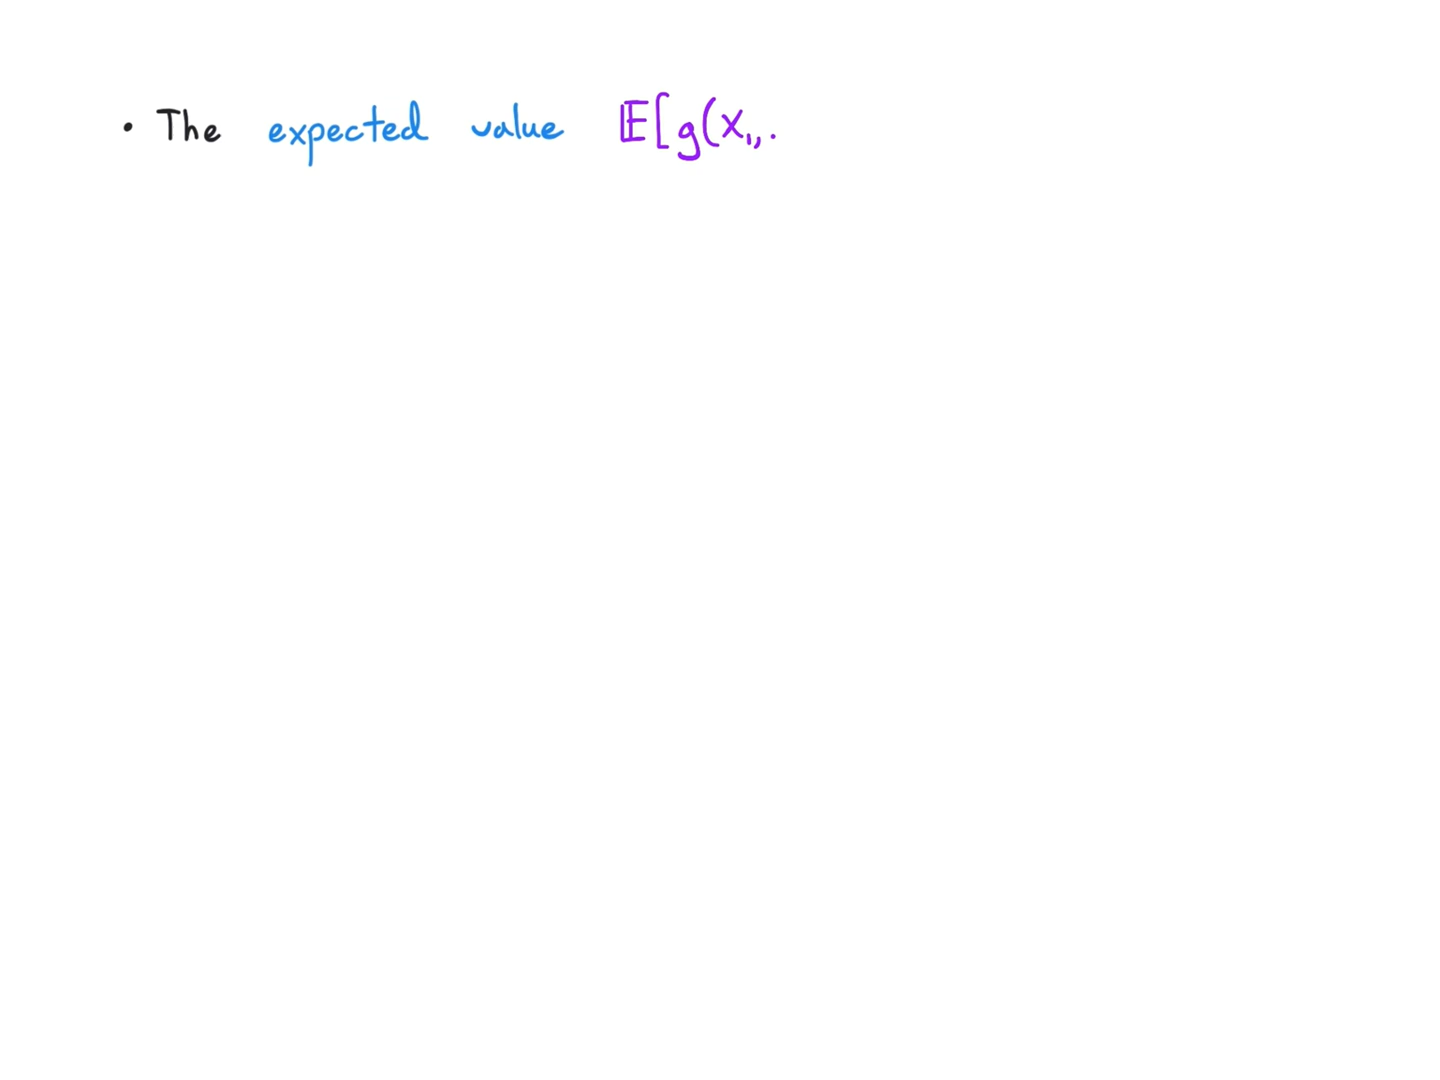 • The expected value 𝔼[g(X₁,.